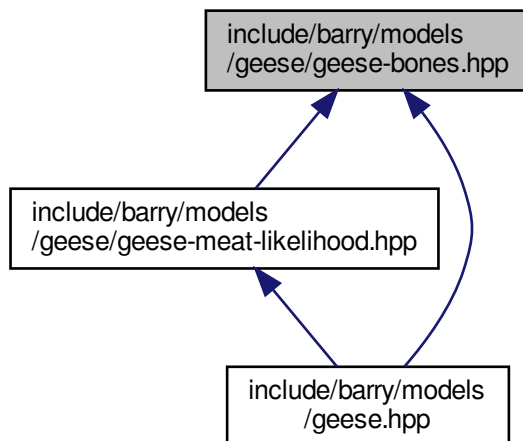 include/barry/models
/geese/geese-bones.hpp
include/barry/models
/geese/geese-meat-likelihood.hpp
include/barry/models
/geese.hpp